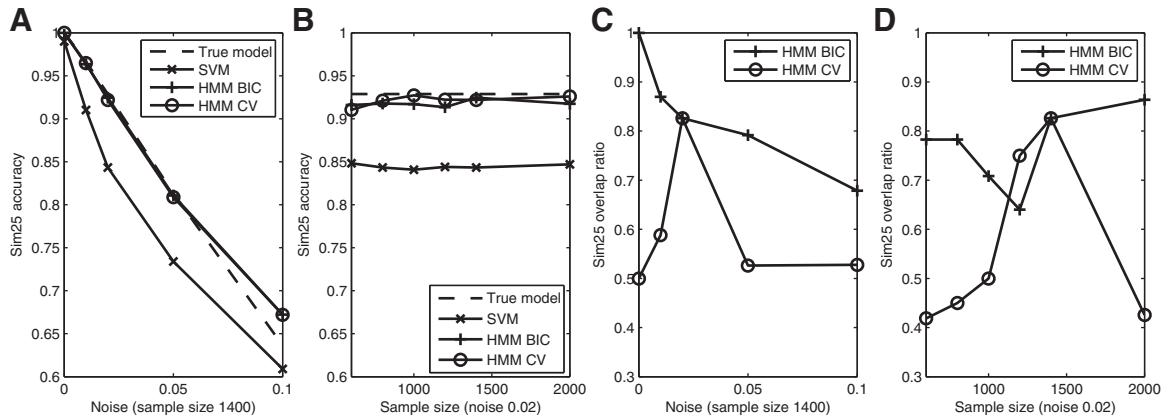 A
Sim25 accuracy
1
0.95
0.9
0.85
0.8
0.75
0.7
0.65
0.6
0
0.05
0.1
Noise (sample size 1400)
True model
SVM
HMM BIC
HMM CV
B
Sim25 accuracy
1
0.95
0.9
0.85
0.8
0.75
0.7
0.65
0.6
1000
1500
2000
Sample size (noise 0.02)
True model
SVM
HMM BIC
HMM CV
C
Sim25 overlap ratio
1
0.9
0.8
0.7
0.6
0.5
0.4
0.3
0
0.05
0.1
Noise (sample size 1400)
HMM BIC
HMM CV
D
Sim25 overlap ratio
1
0.9
0.8
0.7
0.6
0.5
0.4
0.3
1000
1500
2000
Sample size (noise 0.02)
HMM BIC
HMM CV